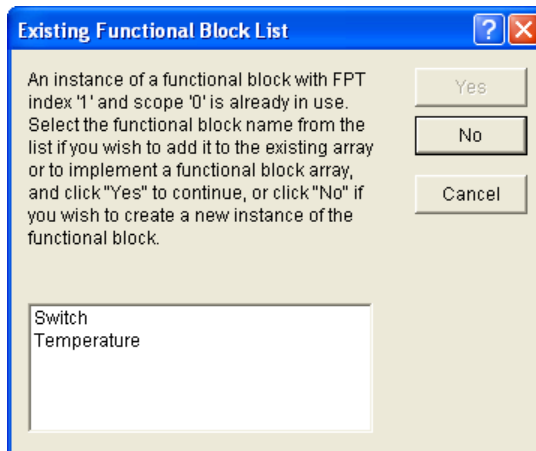 Existing Functional Block List
An instance of a functional block with FPT
index '1' and scope '0' is already in use.
Select the functional block name from the
list if you wish to add it to the existing array
or to implement a functional block array,
and click "Yes" to continue, or click "No" if
you wish to create a new instance of the
functional block.
Yes
No
Cancel
Switch
Temperature